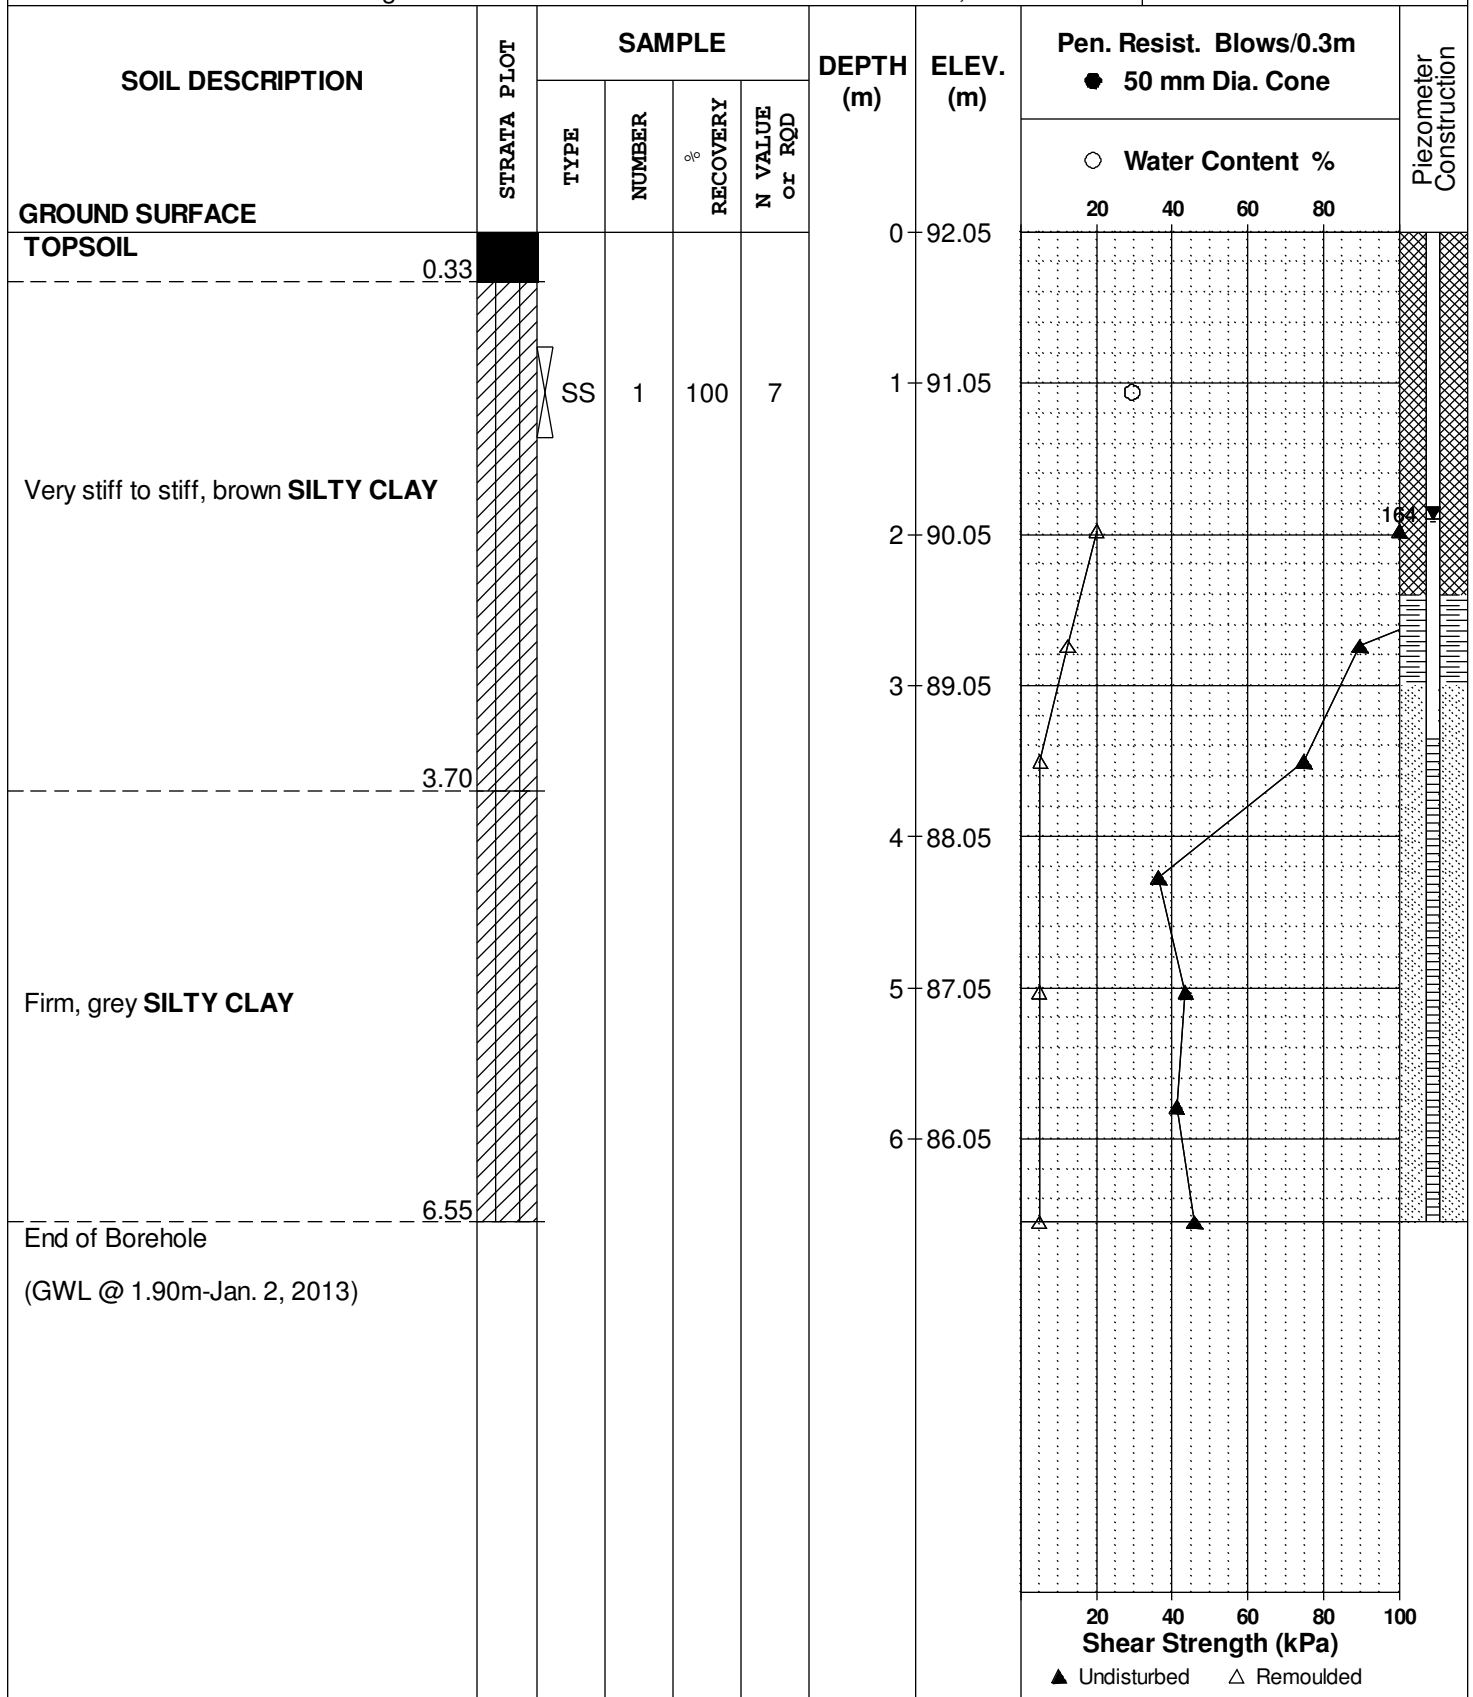 SOIL DESCRIPTION
GROUND SURFACE
STRATA PLOT
SAMPLE
TYPE
NUMBER
%
RECOVERY
N VALUE
or RQD
DEPTH
(m)
ELEV.
(m)
Pen. Resist. Blows/0.3m
● 50 mm Dia. Cone
○ Water Content %
20 40 60 80
Piezometer
Construction
TOPSOIL
0.33
0 92.05
SS 1 100 7
1 91.05
Very stiff to stiff, brown SILTY CLAY
164
2 90.05
3 89.05
3.70
4 88.05
5 87.05
Firm, grey SILTY CLAY
6 86.05
6.55
End of Borehole
(GWL @ 1.90m-Jan. 2, 2013)
20 40 60 80 100
Shear Strength (kPa)
▲ Undisturbed △ Remoulded